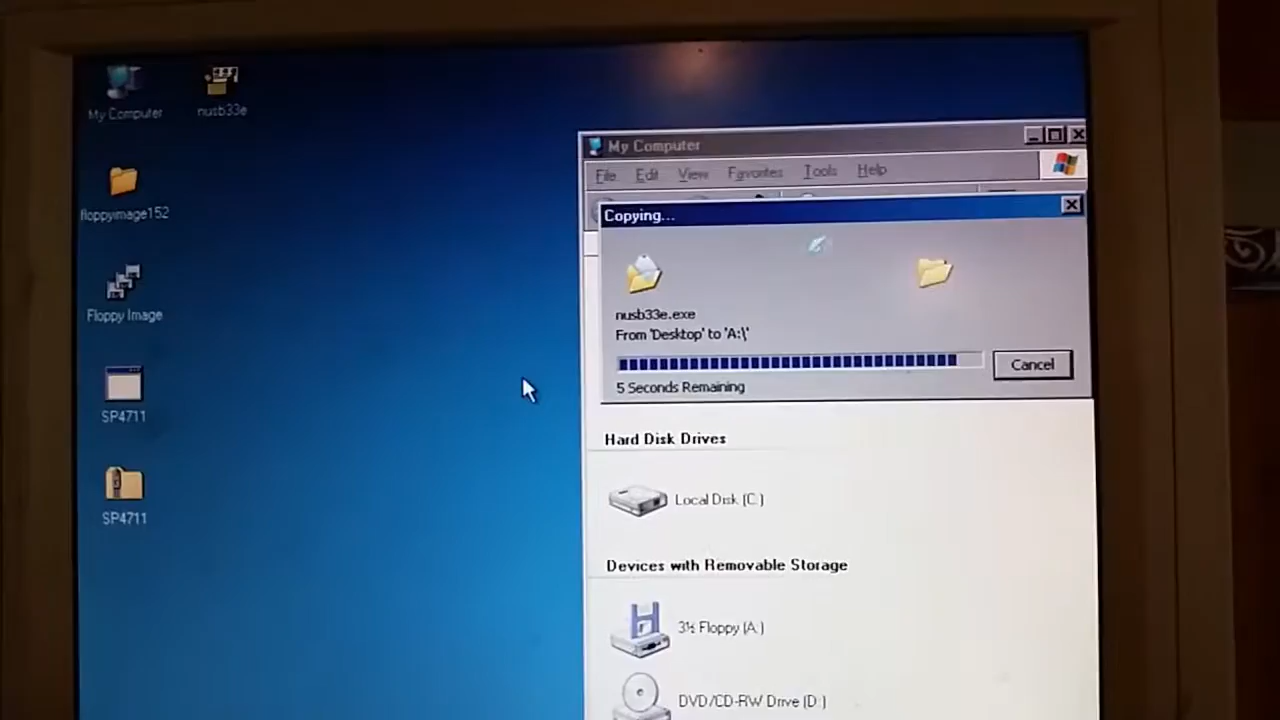 My Computer
nusb33e
floppyimage152
Floppy Image
SP4711
SP4711
My Computer
File Edit View Favorites Tools Help
Copying...
nusb33e.exe
From 'Desktop' to 'A:\'
Cancel
5 Seconds Remaining
Hard Disk Drives
Local Disk (C:)
Devices with Removable Storage
3½ Floppy (A:)
DVD/CD-RW Drive (D:)